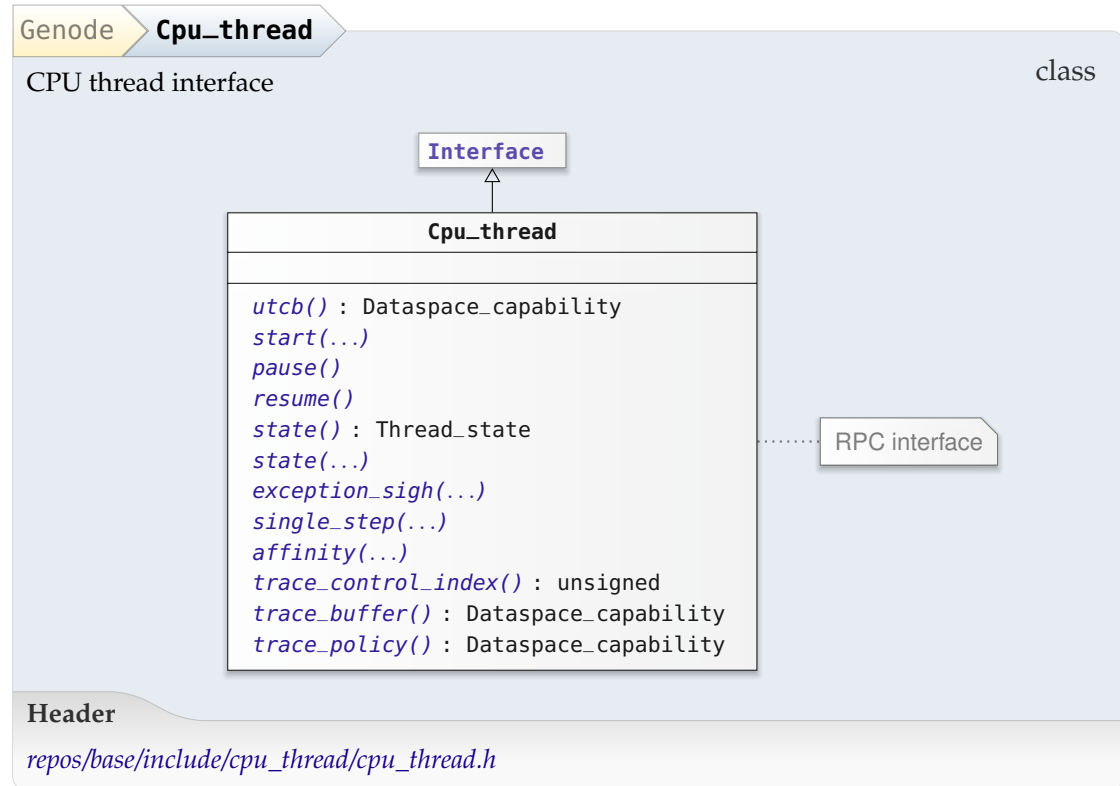 Genode Cpu_thread
CPU thread interface
class
Interface
Cpu_thread
utcb() : Dataspace_capability
start(...)
pause()
resume()
state() : Thread_state
state(...)
exception_sigh(...)
single_step(...)
affinity(...)
trace_control_index() : unsigned
trace_buffer() : Dataspace_capability
trace_policy() : Dataspace_capability
RPC interface
Header
repos/base/include/cpu_thread/cpu_thread.h